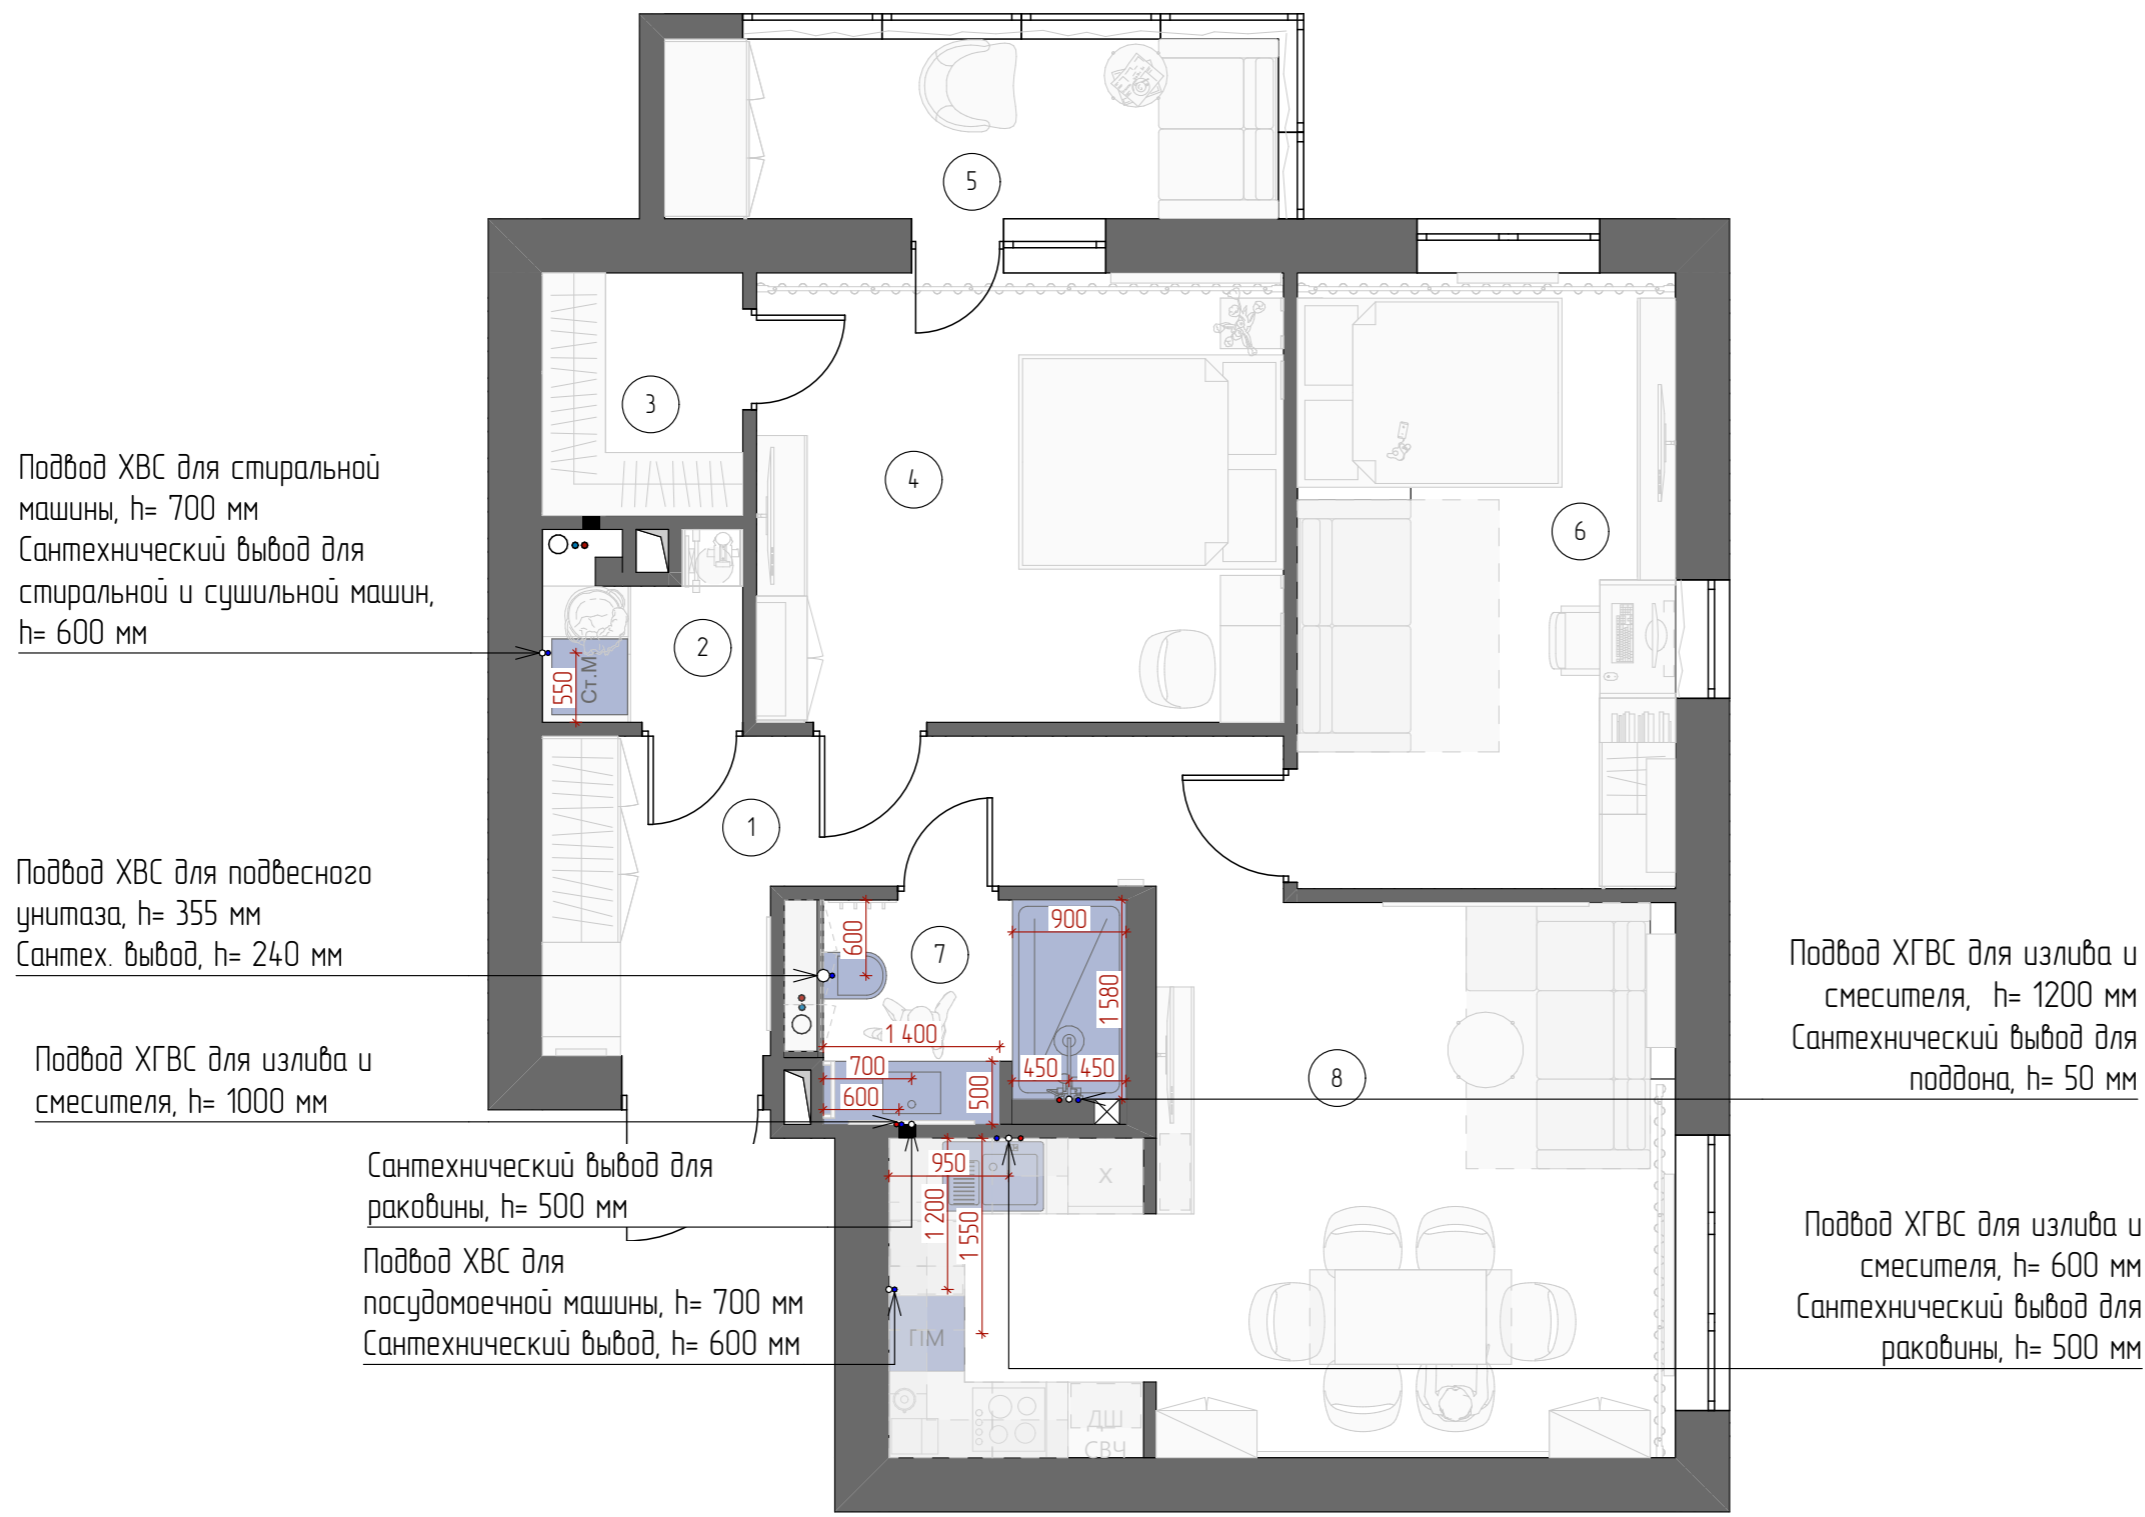 5
3
4
6
Подвод ХВС для стиральной
машины, h= 700 мм
Сантехнический вывод для
стиральной и сушильной машин,
h= 600 мм
2
Ст.М
550
1
Подвод ХВС для подвесного
унитаза, h= 355 мм
Сантех. вывод, h= 240 мм
600
7
900
1 580
1 400
700
600
500
450
450
8
Подвод ХГВС для излива и
смесителя, h= 1200 мм
Сантехнический вывод для
поддона, h= 50 мм
Подвод ХГВС для излива и
смесителя, h= 1000 мм
Сантехнический вывод для
раковины, h= 500 мм
950
1 200
1 550
Х
Подвод ХВС для
посудомоечной машины, h= 700 мм
Сантехнический вывод, h= 600 мм
ПМ
ДШ
СВЧ
Подвод ХГВС для излива и
смесителя, h= 600 мм
Сантехнический вывод для
раковины, h= 500 мм